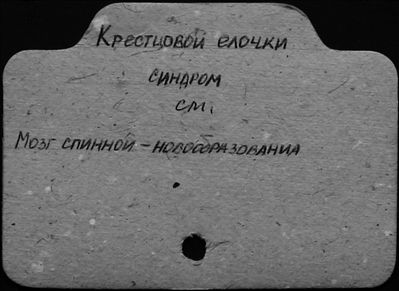 Крестцовой елочки
синдром
см.
Мозг спинной - новообразования